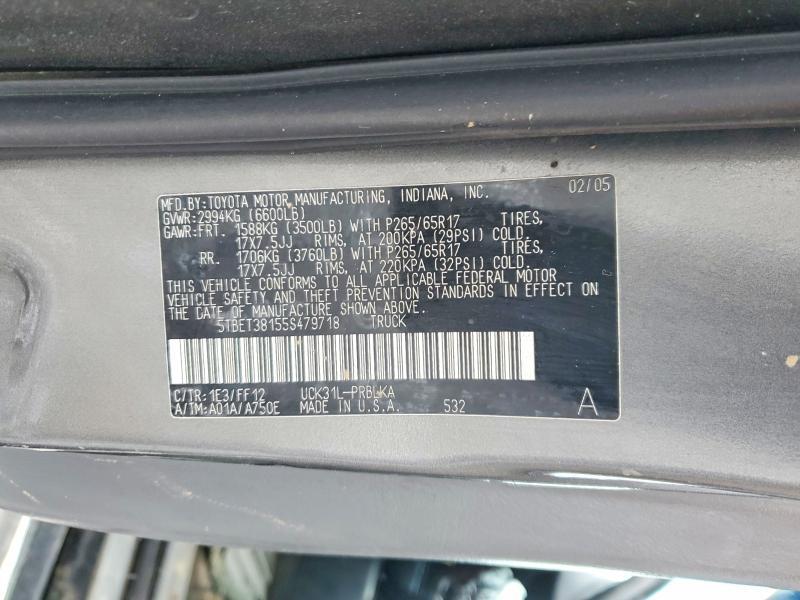 MFD.BY:TOYOTA MOTOR MANUFACTURING, INDIANA, INC. 02/05
GVWR:2994KG (6600LB)
GAWR:FRT. 1588KG (3500LB) WITH P265/65R17 TIRES,
17X7.5JJ RIMS, AT 200KPA (29PSI) COLD.
RR. 1706KG (3760LB) WITH P265/65R17 TIRES,
17X7.5JJ RIMS, AT 220KPA (32PSI) COLD.
THIS VEHICLE CONFORMS TO ALL APPLICABLE FEDERAL MOTOR
VEHICLE SAFETY AND THEFT PREVENTION STANDARDS IN EFFECT ON
THE DATE OF MANUFACTURE SHOWN ABOVE.
5TBET38155S479718 TRUCK
C/TR:1E3/FF12 UCK31L-PRBLKA
A/TM:A01A/A750E MADE IN U.S.A. 532 A